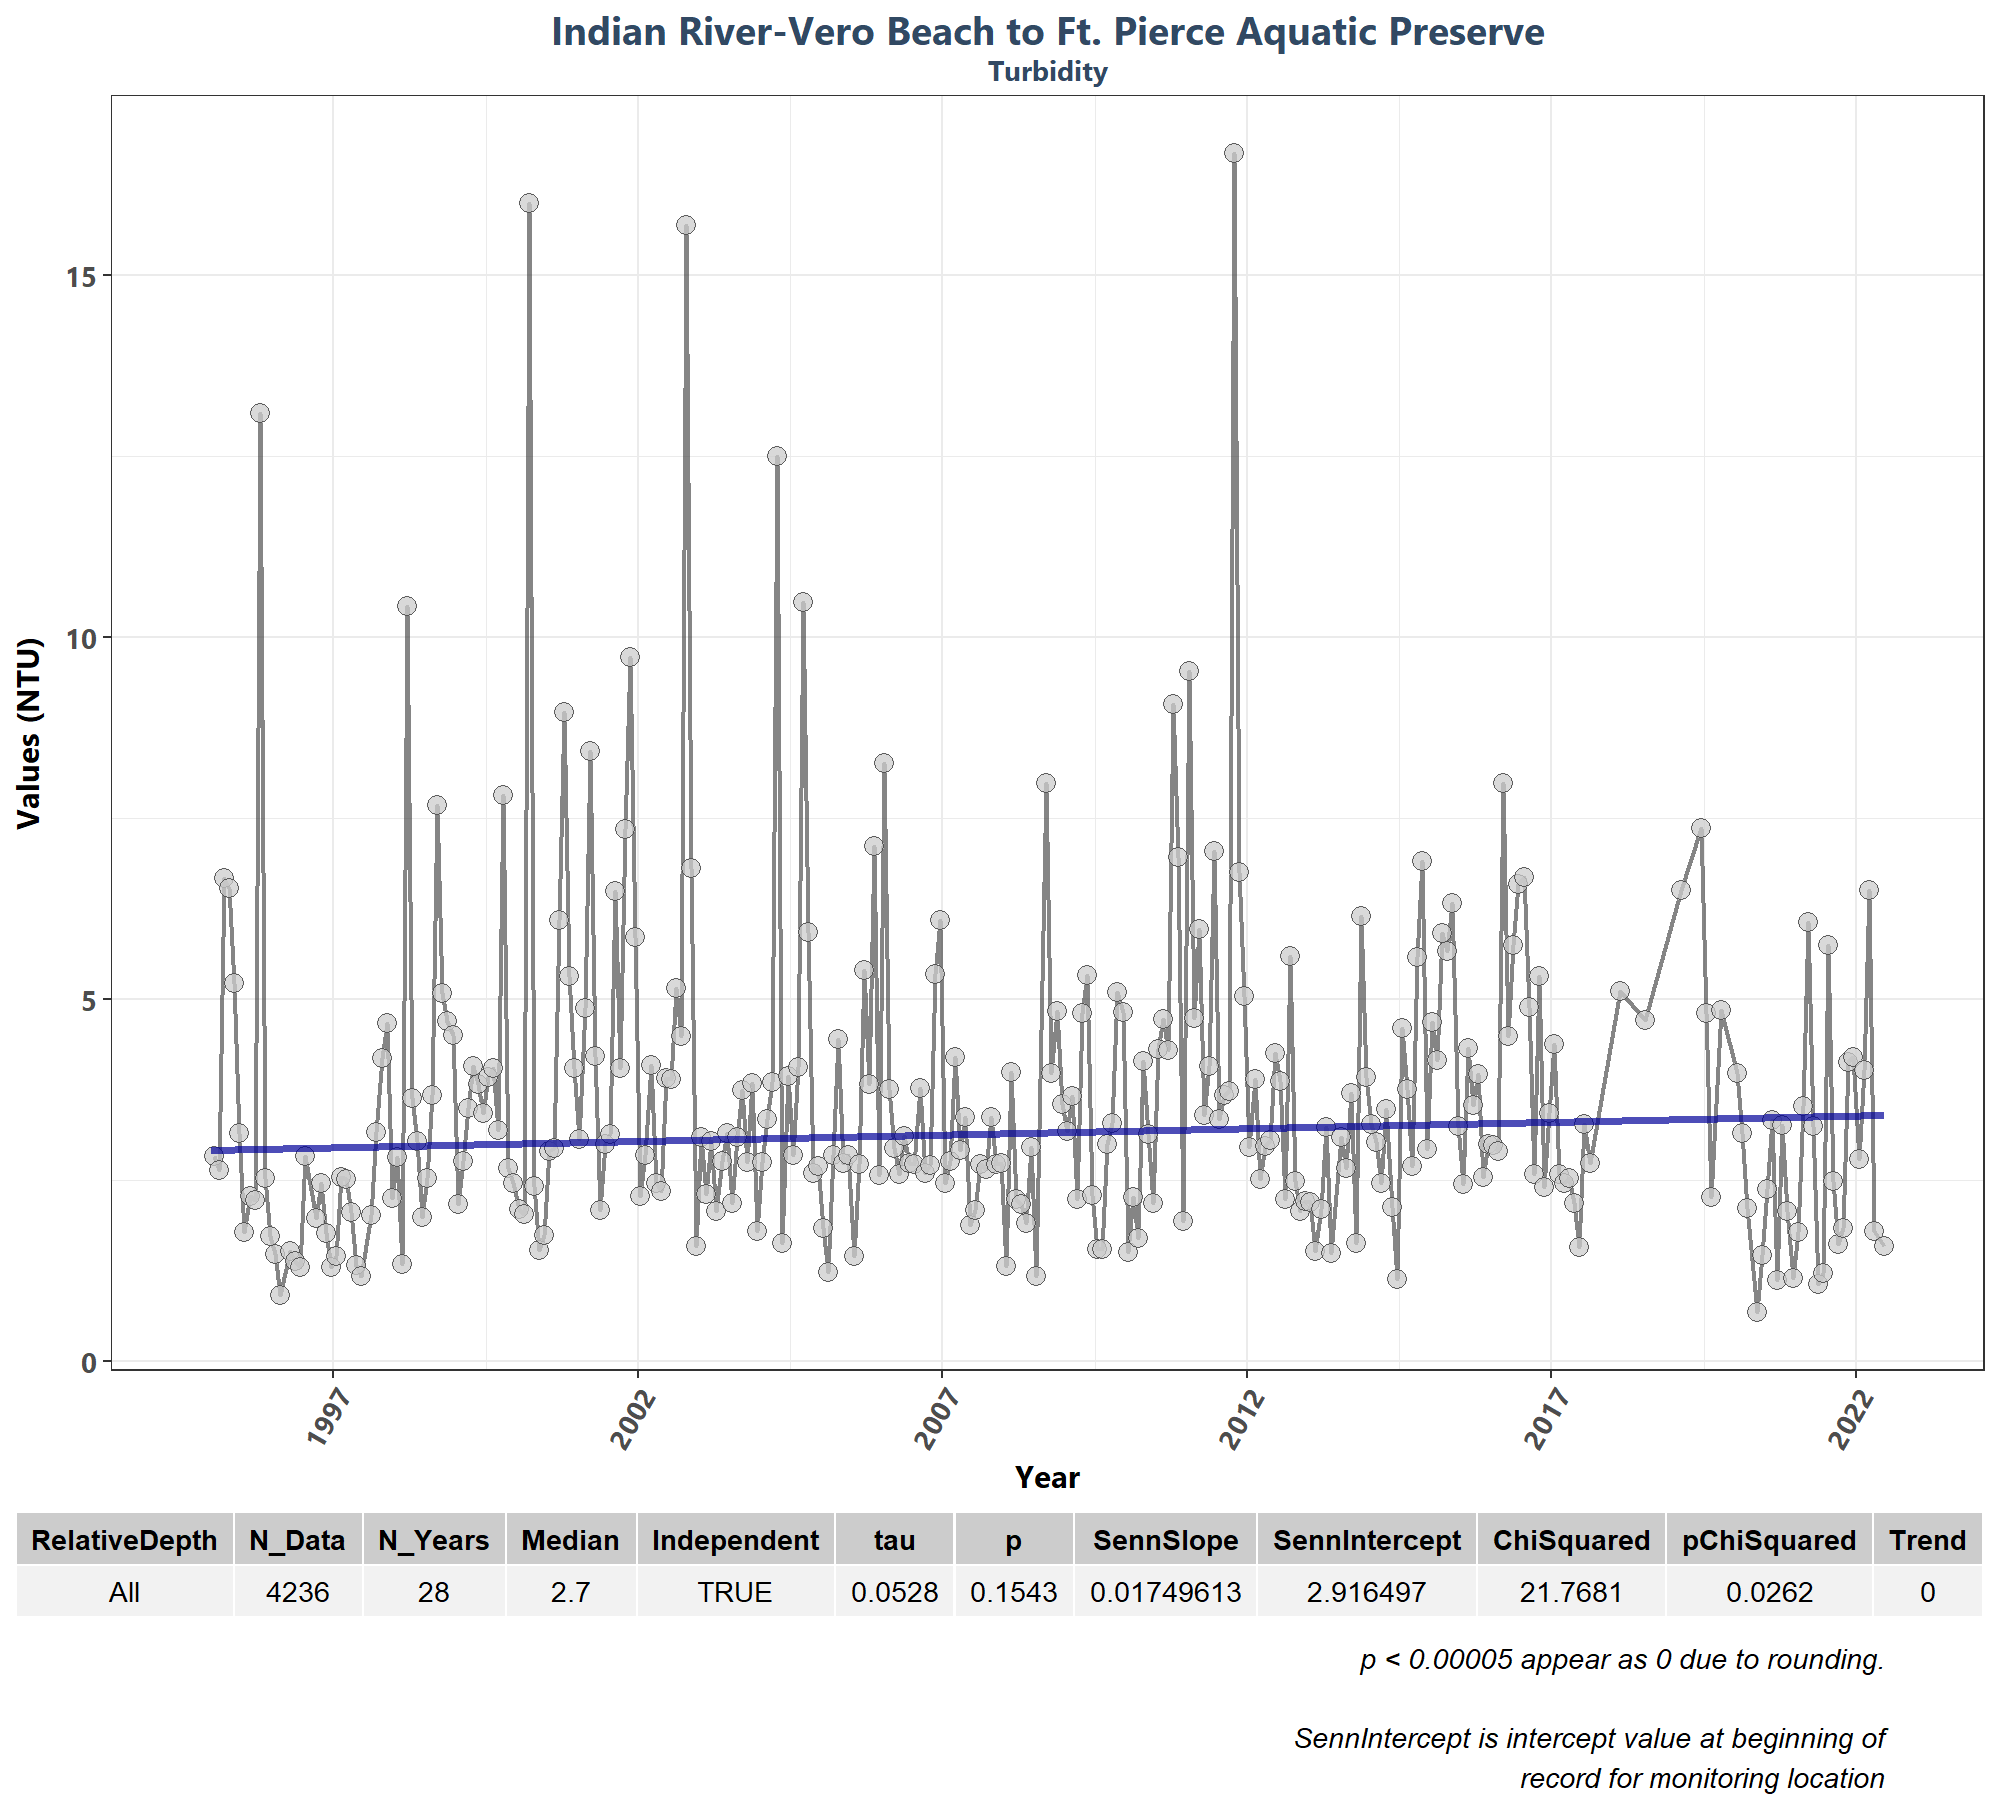 Indian River-Vero Beach to Ft. Pierce Aquatic Preserve
Turbidity
Values (NTU)
15
10
5
0
1997 2002 2007 2012 2017 2022
Year
RelativeDepth N_Data N_Years Median Independent tau p SennSlope SennIntercept ChiSquared pChiSquared Trend
All 4236 28 2.7 TRUE 0.0528 0.1543 0.01749613 2.916497 21.7681 0.0262 0
p < 0.00005 appear as 0 due to rounding.
SennIntercept is intercept value at beginning of
record for monitoring location